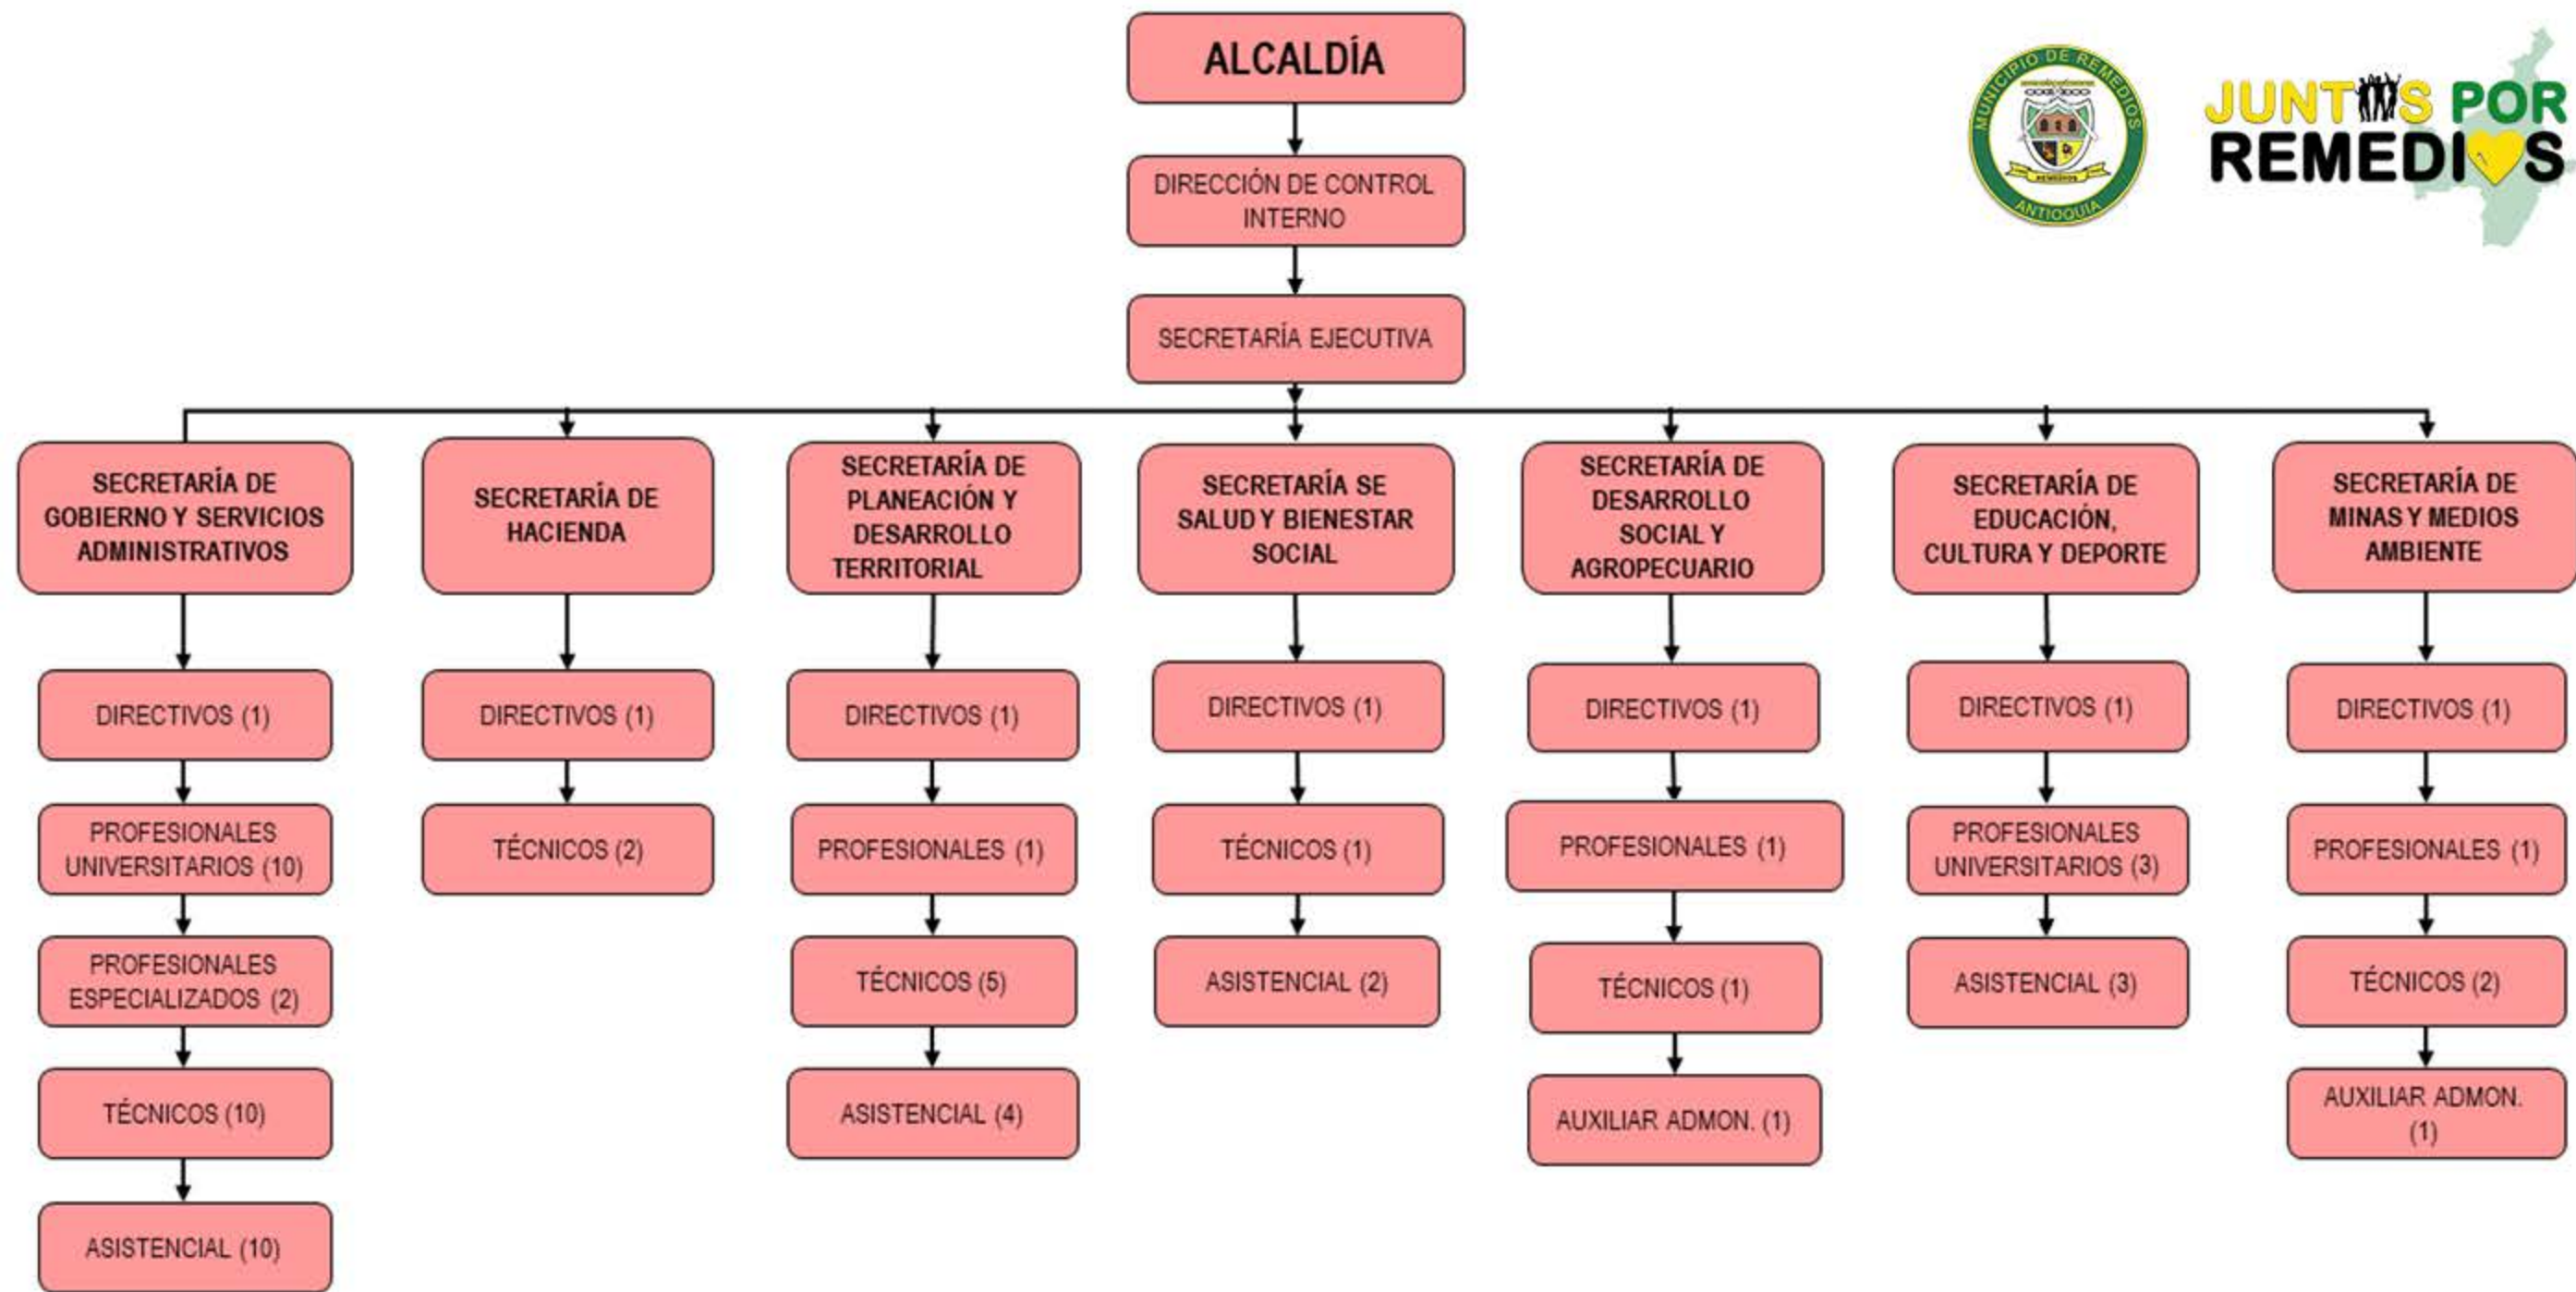 ALCALDÍA
MUNICIPIO DE REMEDIOS
REMEDIOS
ANTIOQUIA
JUNTOS POR
REMEDIOS
DIRECCIÓN DE CONTROL
INTERNO
SECRETARÍA EJECUTIVA
SECRETARÍA DE
GOBIERNO Y SERVICIOS
ADMINISTRATIVOS
DIRECTIVOS (1)
PROFESIONALES
UNIVERSITARIOS (10)
PROFESIONALES
ESPECIALIZADOS (2)
TÉCNICOS (10)
ASISTENCIAL (10)
SECRETARÍA DE
HACIENDA
DIRECTIVOS (1)
TÉCNICOS (2)
SECRETARÍA DE
PLANEACIÓN Y
DESARROLLO
TERRITORIAL
DIRECTIVOS (1)
PROFESIONALES (1)
TÉCNICOS (5)
ASISTENCIAL (4)
SECRETARÍA SE
SALUD Y BIENESTAR
SOCIAL
DIRECTIVOS (1)
TÉCNICOS (1)
ASISTENCIAL (2)
SECRETARÍA DE
DESARROLLO
SOCIAL Y
AGROPECUARIO
DIRECTIVOS (1)
PROFESIONALES (1)
TÉCNICOS (1)
AUXILIAR ADMON. (1)
SECRETARÍA DE
EDUCACIÓN,
CULTURA Y DEPORTE
DIRECTIVOS (1)
PROFESIONALES
UNIVERSITARIOS (3)
ASISTENCIAL (3)
SECRETARÍA DE
MINAS Y MEDIOS
AMBIENTE
DIRECTIVOS (1)
PROFESIONALES (1)
TÉCNICOS (2)
AUXILIAR ADMON.
(1)